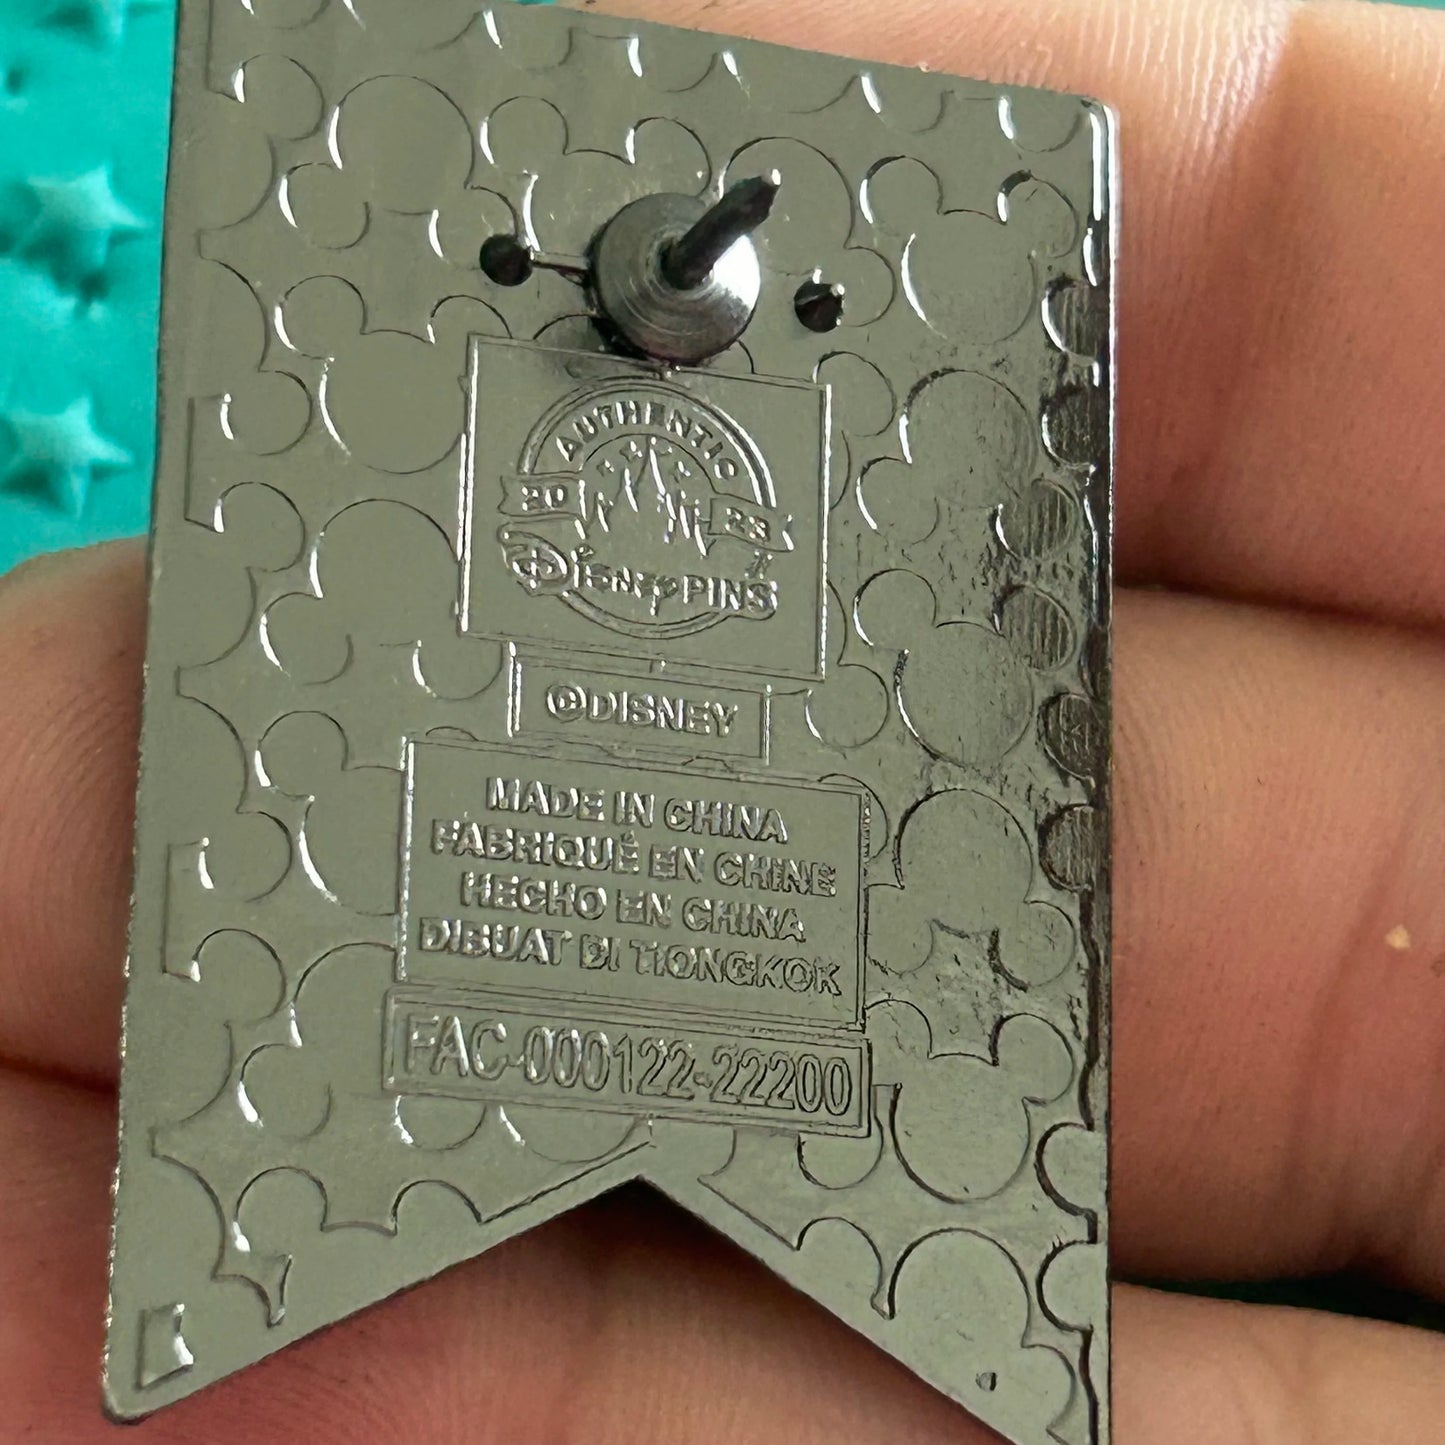 AUTHENTIC
2023
DISNEY PINS
©DISNEY
MADE IN CHINA
FABRIQUÉ EN CHINE
HECHO EN CHINA
DIBUAT DI TIONGKOK
FAC-000122-22200